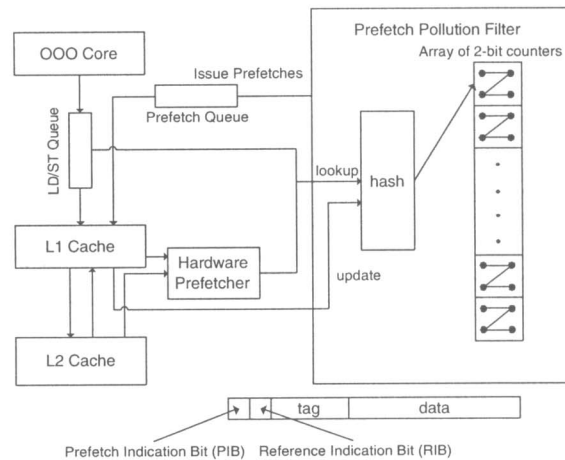 Prefetch Pollution Filter
OOO Core
Array of 2-bit counters
Issue Prefetches
Prefetch Queue
LD/ST Queue
lookup
hash
L1 Cache
Hardware
Prefetcher
update
L2 Cache
tag
data
Prefetch Indication Bit (PIB)
Reference Indication Bit (RIB)